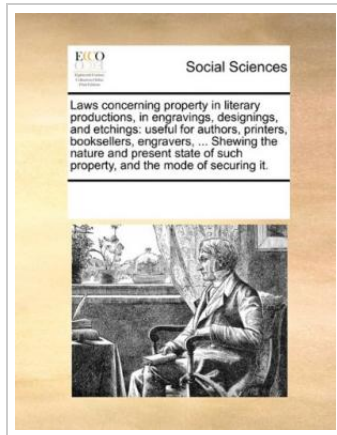 ECCO
Social Sciences
Laws concerning property in literary
productions, in engravings, designings,
and etchings: useful for authors, printers,
booksellers, engravers, ... Shewing the
nature and present state of such
property, and the mode of securing it.